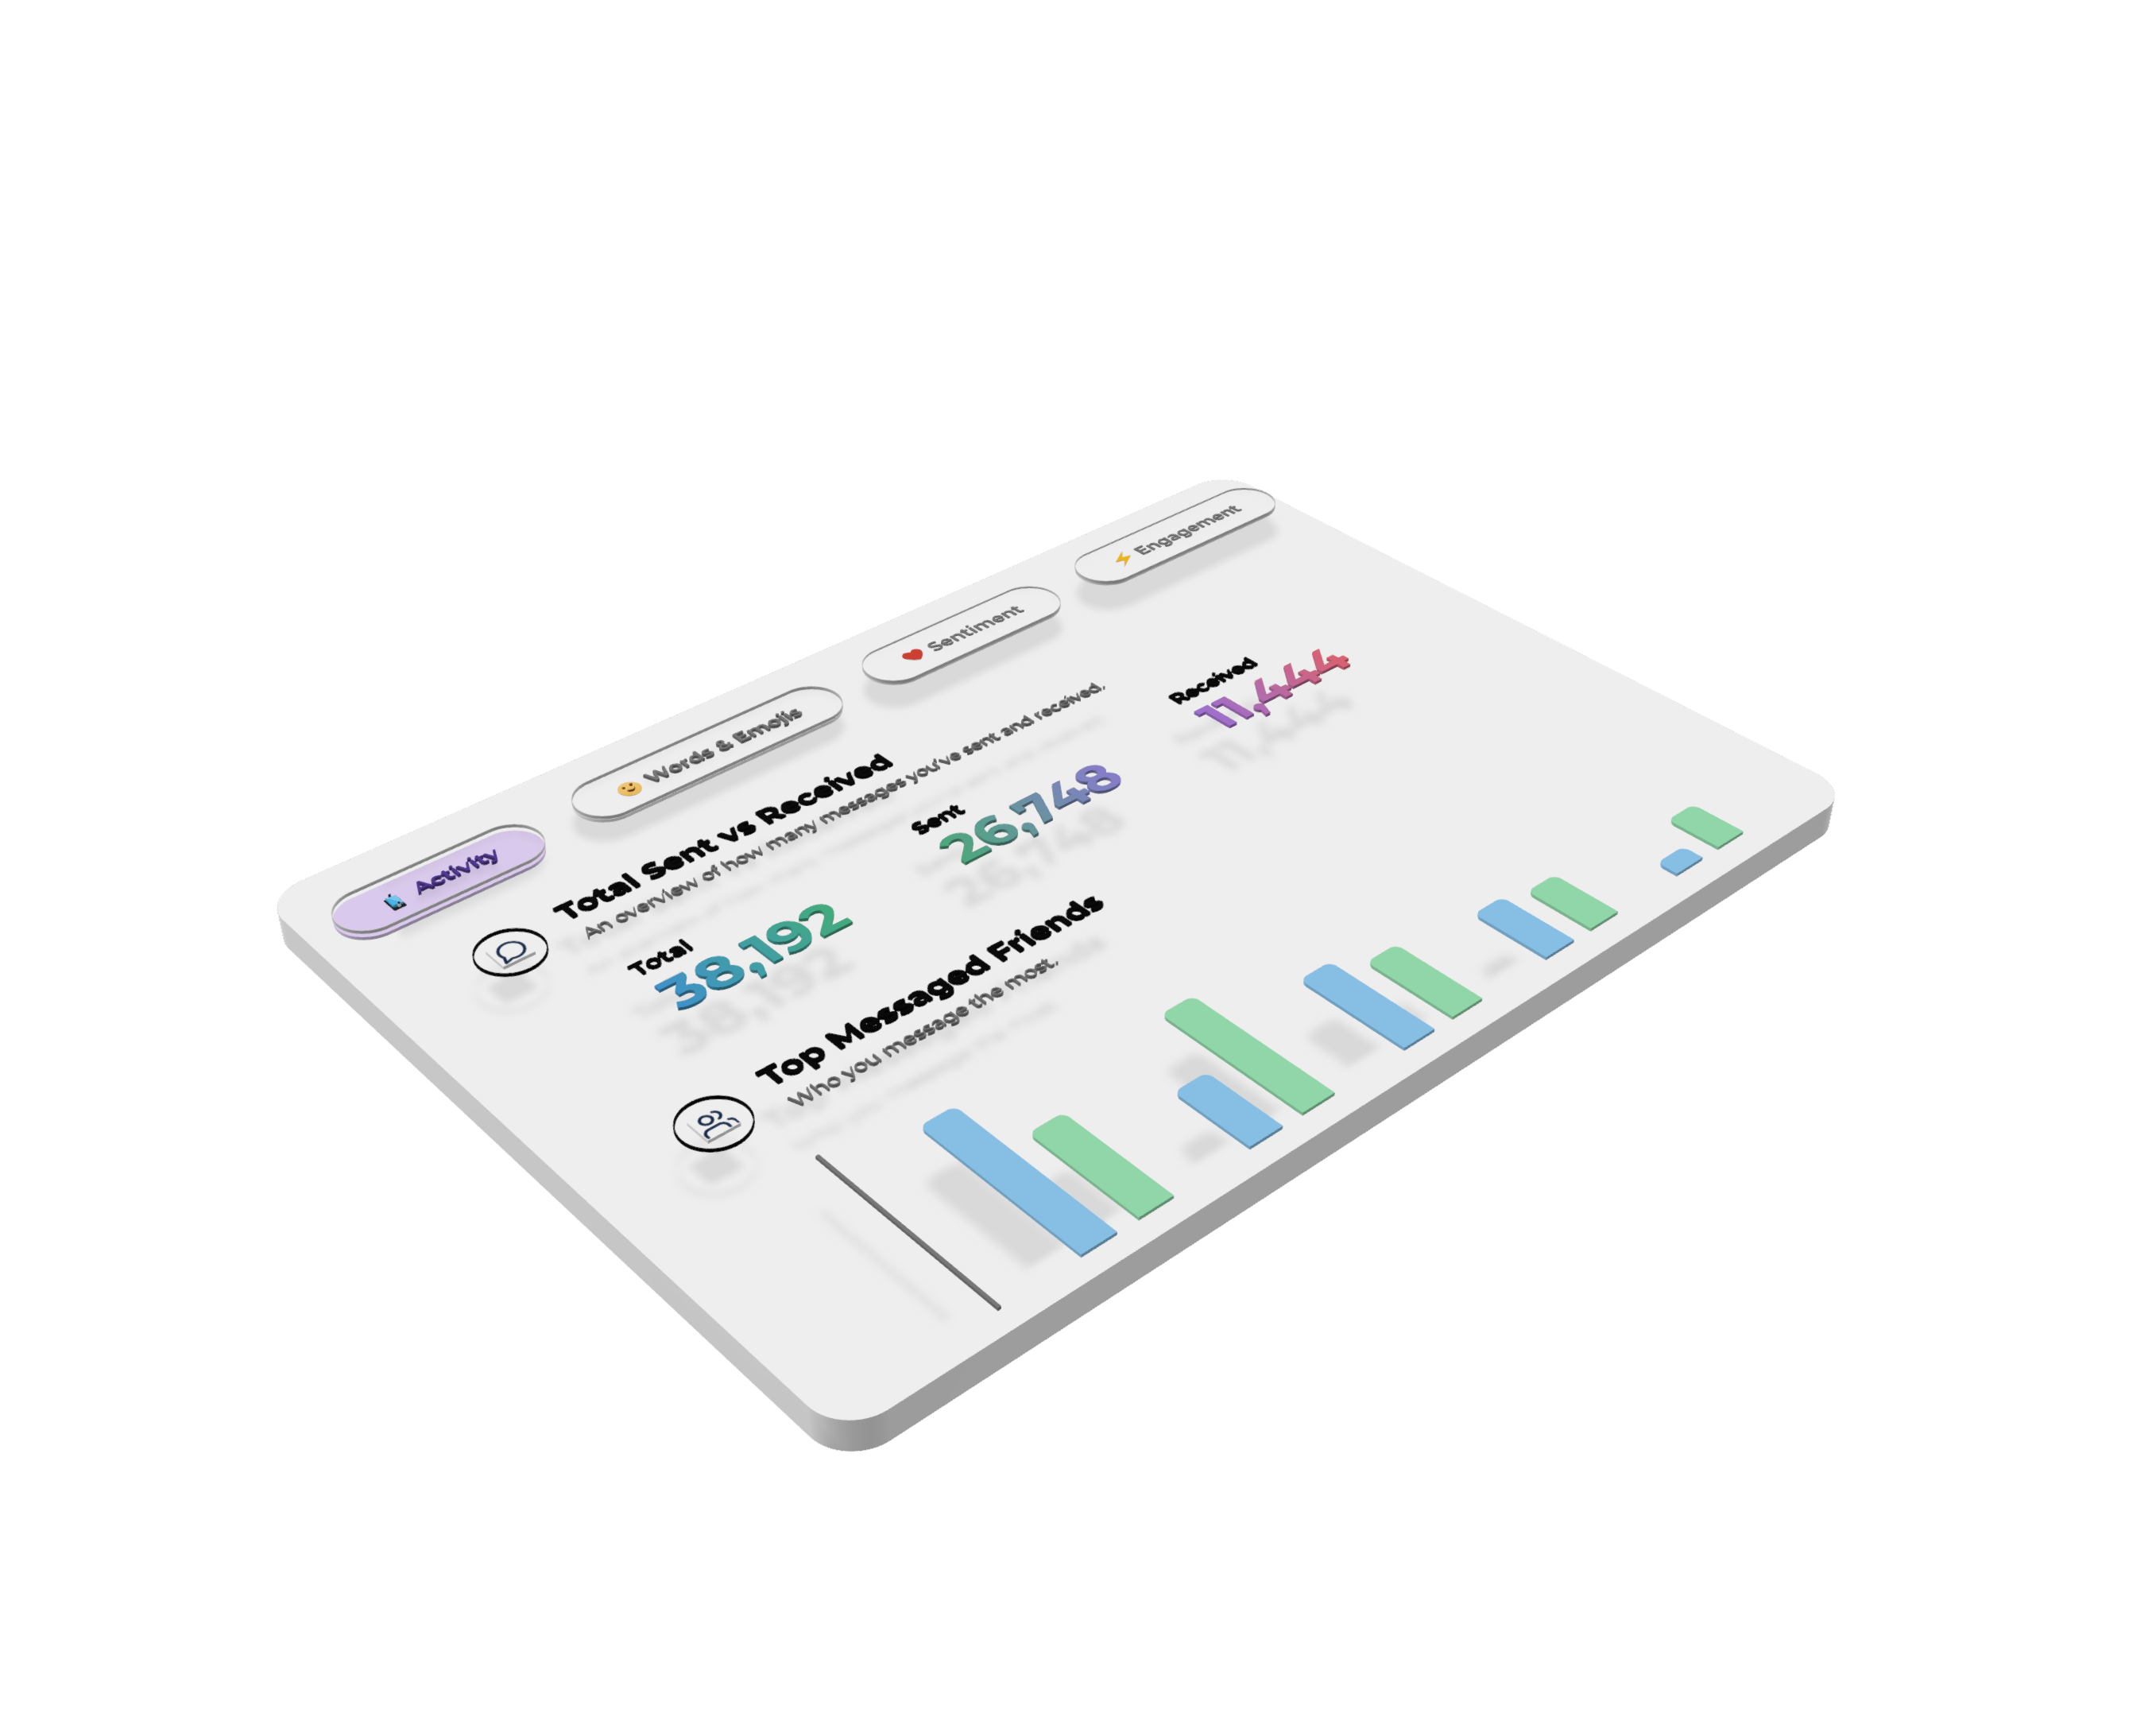 Activity
Words & Emojis
Sentiment
Engagement
Total Sent vs Received
An overview of how many messages you've sent and received.
Total
38,192
Sent
26,748
Received
11,444
Top Messaged Friends
Who you message the most.